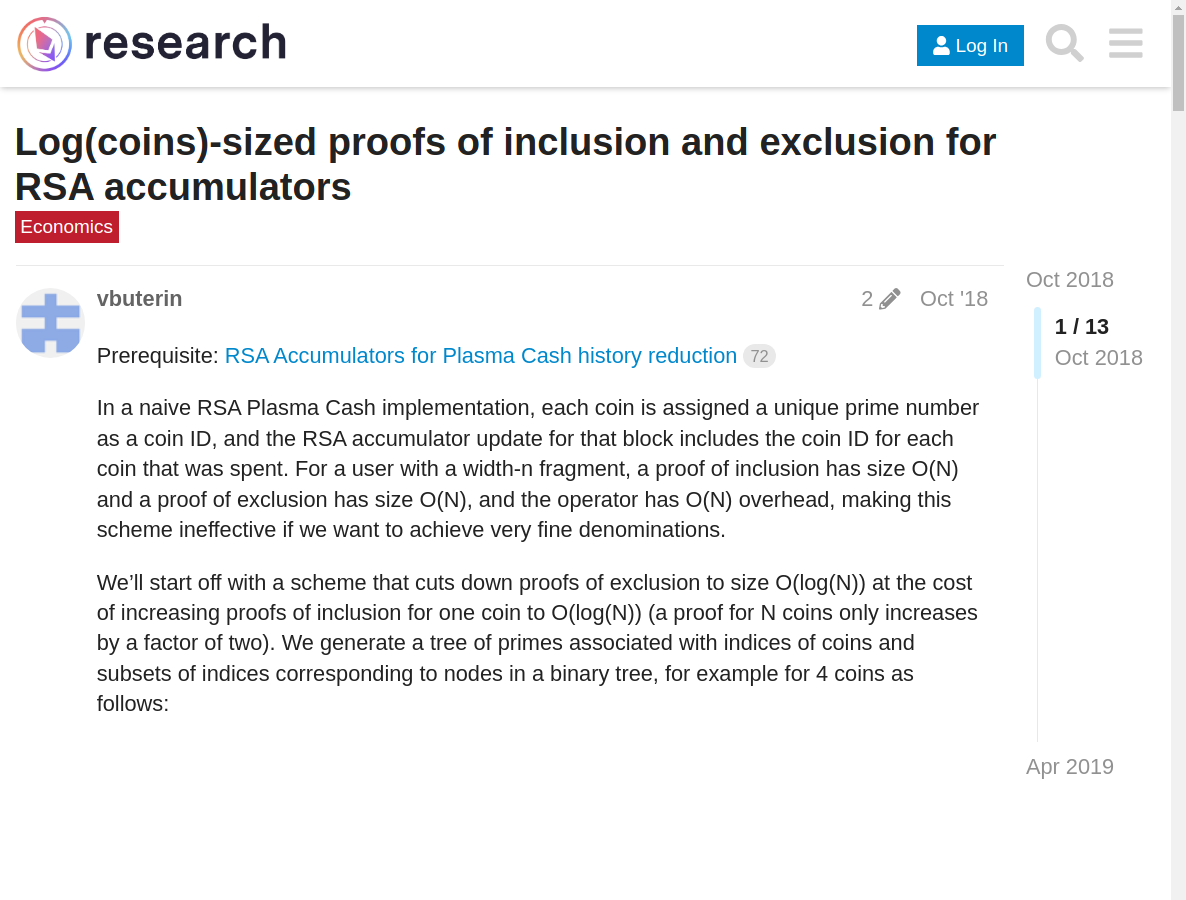 research
Log In
Log(coins)-sized proofs of inclusion and exclusion for
RSA accumulators
Economics
vbuterin
2
Oct '18
Prerequisite: RSA Accumulators for Plasma Cash history reduction 72
In a naive RSA Plasma Cash implementation, each coin is assigned a unique prime number
as a coin ID, and the RSA accumulator update for that block includes the coin ID for each
coin that was spent. For a user with a width-n fragment, a proof of inclusion has size O(N)
and a proof of exclusion has size O(N), and the operator has O(N) overhead, making this
scheme ineffective if we want to achieve very fine denominations.
We’ll start off with a scheme that cuts down proofs of exclusion to size O(log(N)) at the cost
of increasing proofs of inclusion for one coin to O(log(N)) (a proof for N coins only increases
by a factor of two). We generate a tree of primes associated with indices of coins and
subsets of indices corresponding to nodes in a binary tree, for example for 4 coins as
follows:
Oct 2018
1 / 13
Oct 2018
Apr 2019